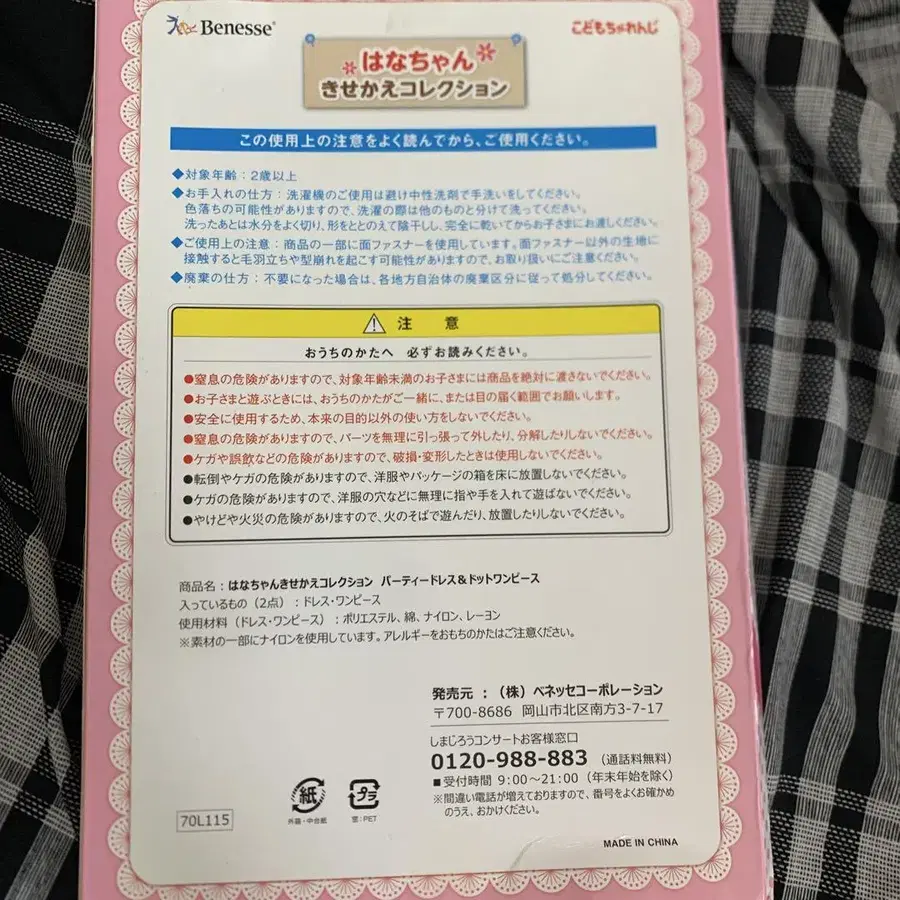 Benesse®
こどもちゃれんじ
はなちゃん
きせかえコレクション
この使用上の注意をよく読んでから、ご使用ください。
◆対象年齢：2歳以上
◆お手入れの仕方：洗濯機のご使用は避け中性洗剤で手洗いをしてください。
色落ちの可能性がありますので、洗濯の際は他のものと分けて洗ってください。
洗ったあとは水分をよく切り、形をととのえて陰干しし、完全に乾いてからお子さまにお渡しください。
◆ご使用上の注意：商品の一部に面ファスナーを使用しています。面ファスナー以外の生地に
接触すると毛羽立ちや型崩れを起こす可能性がありますので、お取り扱いにご注意ください。
◆廃棄の仕方：不要になった場合は、各地方自治体の廃棄区分に従って処分してください。
注 意
おうちのかたへ 必ずお読みください。
●窒息の危険がありますので、対象年齢未満のお子さまには商品を絶対に渡さないでください。
●お子さまと遊ぶときには、おうちのかたがご一緒に、または目の届く範囲でお願いします。
●安全に使用するため、本来の目的以外の使い方をしないでください。
●窒息の危険がありますので、パーツを無理に引っ張って外したり、分解したりしないでください。
●ケガや誤飲などの危険がありますので、破損・変形したときは使用しないでください。
●転倒やケガの危険がありますので、洋服やパッケージの箱を床に放置しないでください。
●ケガの危険がありますので、洋服の穴などに無理に指や手を入れて遊ばないでください。
●やけどや火災の危険がありますので、火のそばで遊んだり、放置したりしないでください。
商品名：はなちゃんきせかえコレクション パーティードレス＆ドットワンピース
入っているもの（2点）：ドレス・ワンピース
使用材料（ドレス・ワンピース）：ポリエステル、綿、ナイロン、レーヨン
※素材の一部にナイロンを使用しています。アレルギーをおもちのかたはご注意ください。
発売元：（株）ベネッセコーポレーション
〒700-8686 岡山市北区南方3-7-17
しまじろうコンサートお客様窓口
0120-988-883（通話料無料）
■受付時間 9:00～21:00（年末年始を除く）
※間違い電話が増えておりますので、番号をよくお確かめ
のうえ、おかけください。
紙
外箱・中台紙
プラ
窓：PET
70L115
MADE IN CHINA